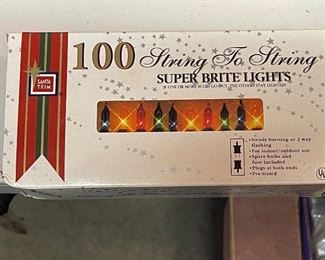 SANTA
TRIM
100 String To String
SUPER BRITE LIGHTS
IF ONE OR MORE BULBS GO OUT, THE OTHERS STAY LIGHTED
• Steady burning or 2 way
flashing
• For indoor/outdoor use
• Spare bulbs and
fuse included
• Plugs at both ends
• Pre-tested